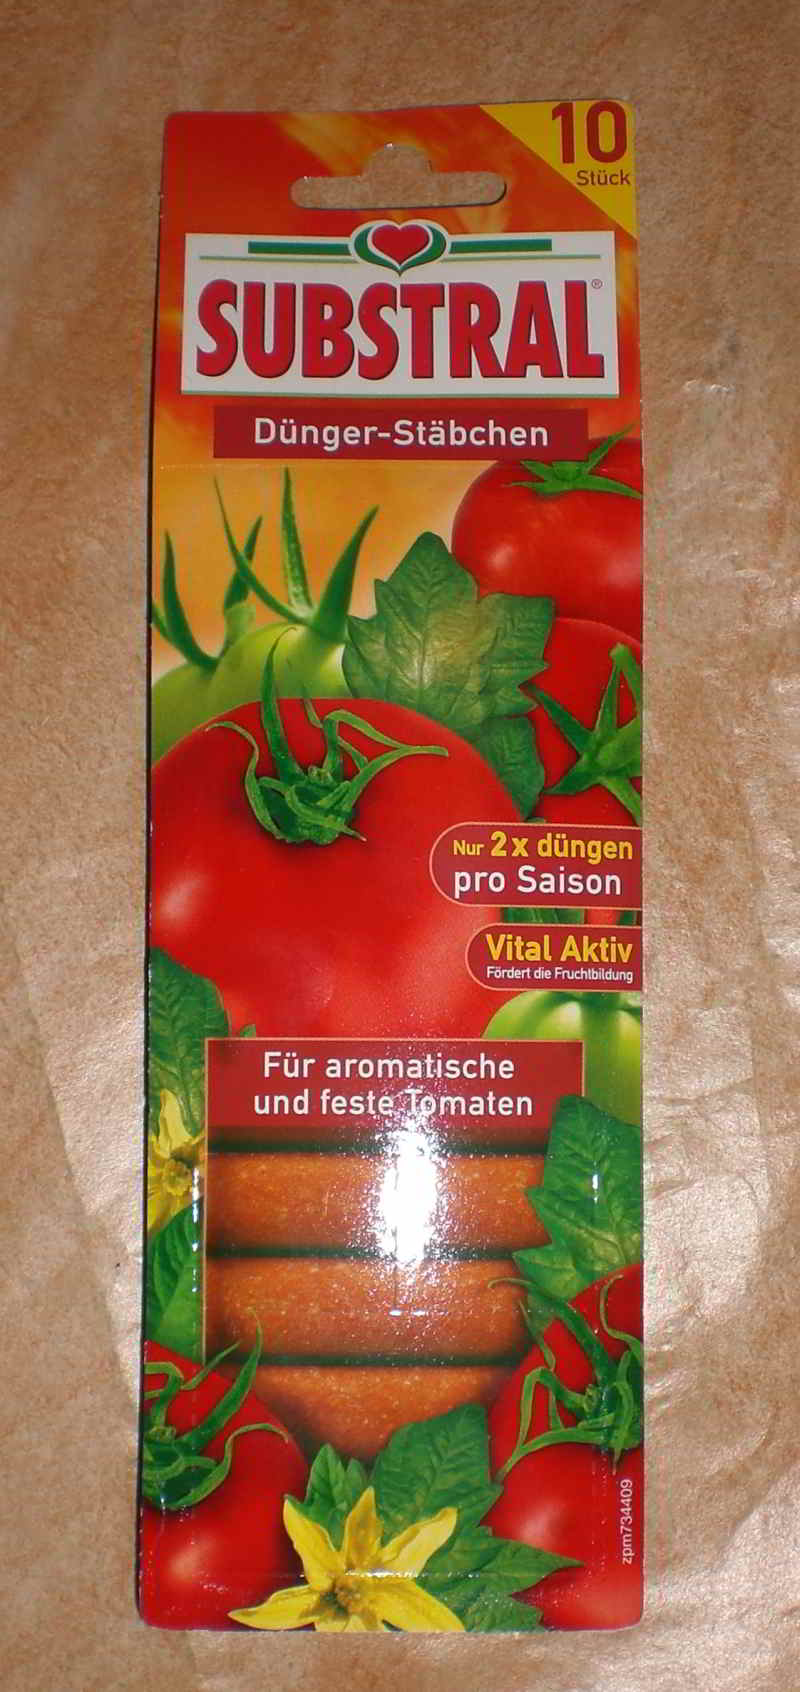 10
Stück
SUBSTRAL®
Dünger-Stäbchen
Nur 2x düngen
pro Saison
Vital Aktiv
Fördert die Fruchtbildung
Für aromatische
und feste Tomaten
zpm734409